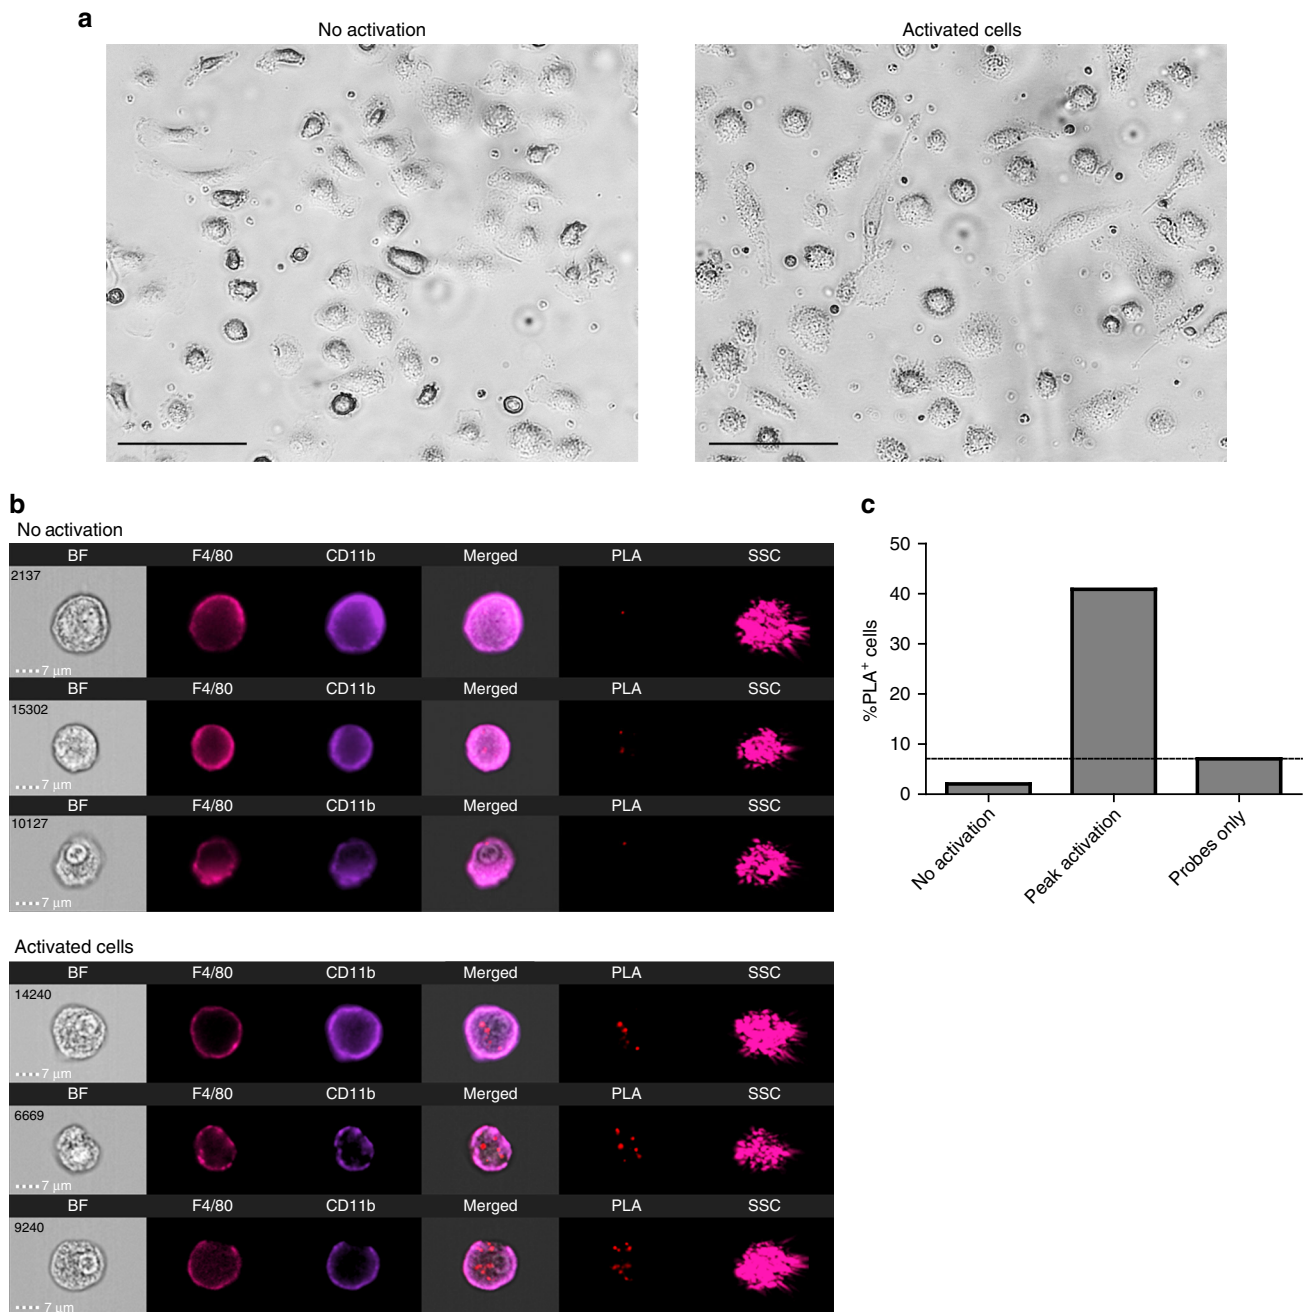 a
No activation
Activated cells
b
No activation
BF F4/80 CD11b Merged PLA SSC
2137
7 µm
BF F4/80 CD11b Merged PLA SSC
15302
7 µm
BF F4/80 CD11b Merged PLA SSC
10127
7 µm
Activated cells
BF F4/80 CD11b Merged PLA SSC
14240
7 µm
BF F4/80 CD11b Merged PLA SSC
6669
7 µm
BF F4/80 CD11b Merged PLA SSC
9240
7 µm
c
%PLA⁺ cells
50
40
30
20
10
0
No activation
Peak activation
Probes only